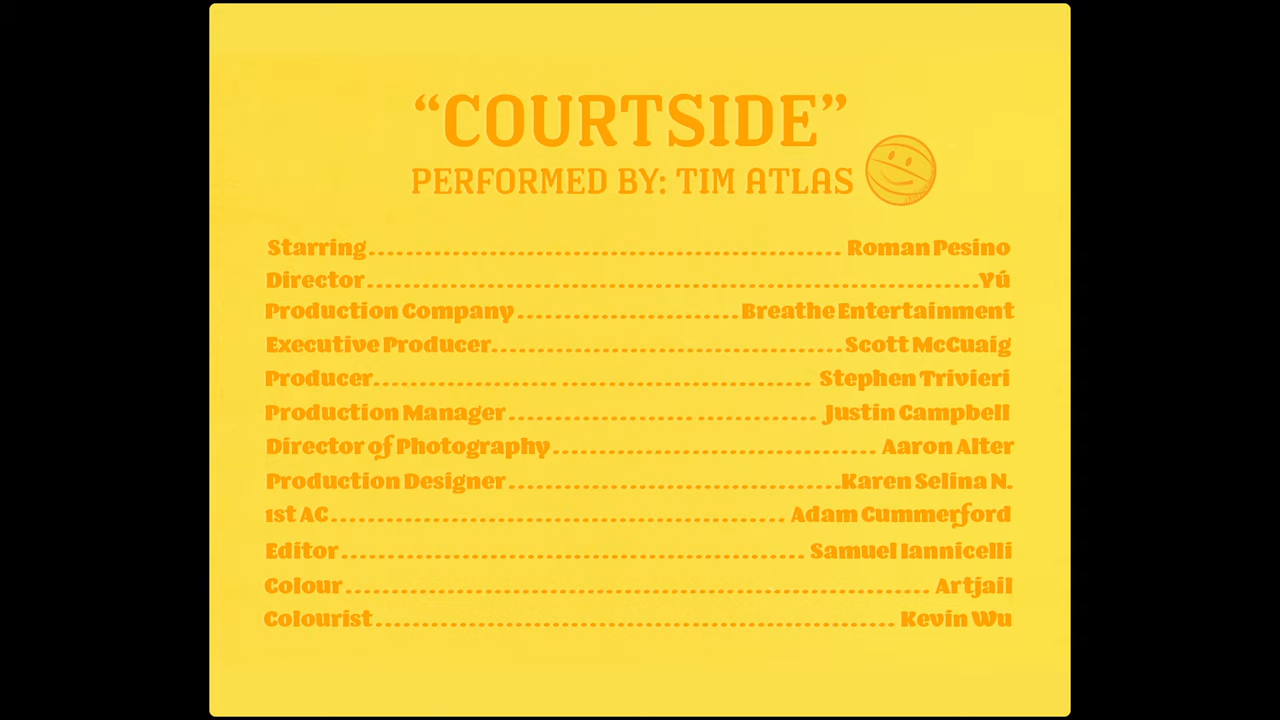 “COURTSIDE”
PERFORMED BY: TIM ATLAS
Starring........................................... Roman Pesino
Director........................................................Yú
Production Company....................Breathe Entertainment
Executive Producer................................Scott McCuaig
Producer........................................ Stephen Trivieri
Production Manager............................ Justin Campbell
Director of Photography.............................. Aaron Alter
Production Designer..............................Karen Selina N.
1st AC......................................... Adam Cummerford
Editor.......................................... Samuel Iannicelli
Colour..................................................... Artjail
Colourist............................................... Kevin Wu